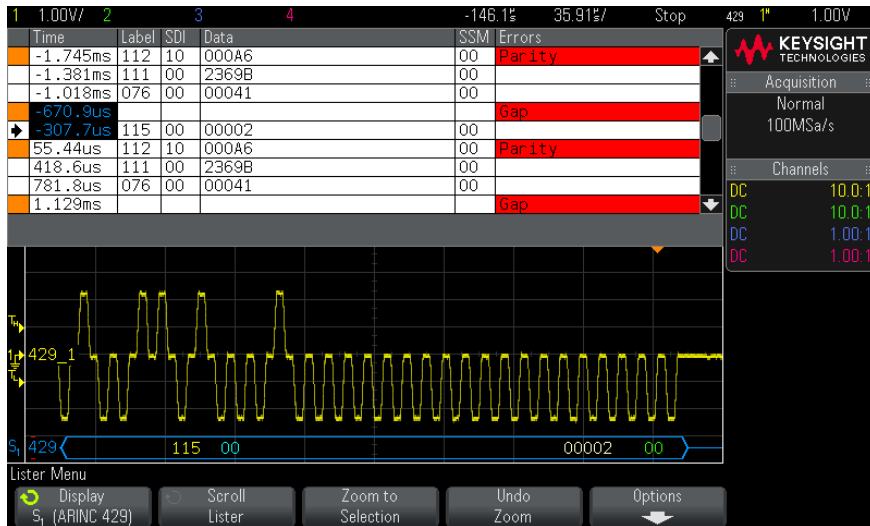 1 1.00V/ 2 3 4 -146.1µs 35.91µs/ Stop 429 1" 1.00V
Time Label SDI Data SSM Errors
-1.745ms 112 10 000A6 00 Parity
-1.381ms 111 00 2369B 00
-1.018ms 076 00 00041 00
-670.9us Gap
-307.7us 115 00 00002 00
55.44us 112 10 000A6 00 Parity
418.6us 111 00 2369B 00
781.8us 076 00 00041 00
1.129ms Gap
KEYSIGHT
TECHNOLOGIES
Acquisition
Normal
100MSa/s
Channels
DC 10.0:1
DC 10.0:1
DC 1.00:1
DC 1.00:1
TH
1 429_1
TL
S1 429 115 00 00002 00
Lister Menu
Display
S1 (ARINC 429)
Scroll
Lister
Zoom to
Selection
Undo
Zoom
Options